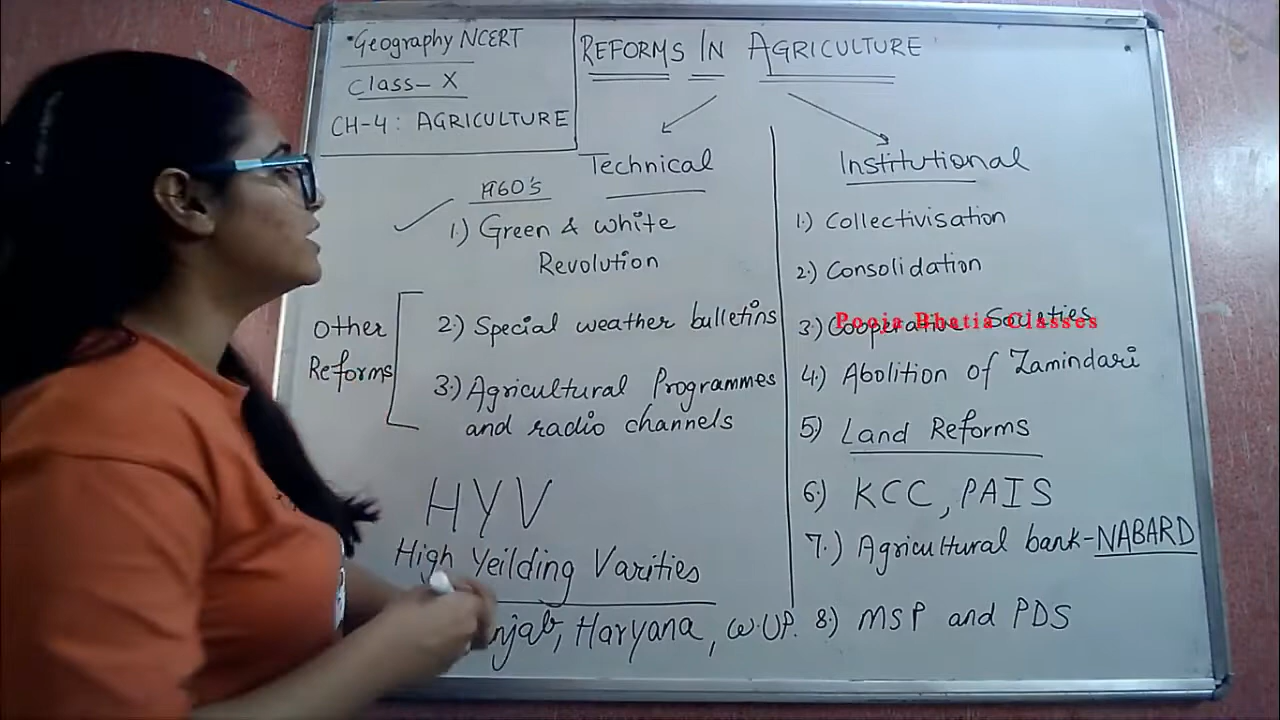 Geography NCERT
Class- X
CH-4: AGRICULTURE
REFORMS IN AGRICULTURE
Technical
1960's
1.) Green & white
Revolution
Other
Reforms
2.) Special weather bulletins
3.) Agricultural Programmes
and radio channels
HYV
High Yeilding Varities
Haryana, W.UP.
Institutional
1.) Collectivisation
2.) Consolidation
3.) Cooperative Societies
Pooja Bhatia Classes
4.) Abolition of Zamindari
5) Land Reforms
6.) KCC, PAIS
7.) Agricultural bank-NABARD
8.) MSP and PDS